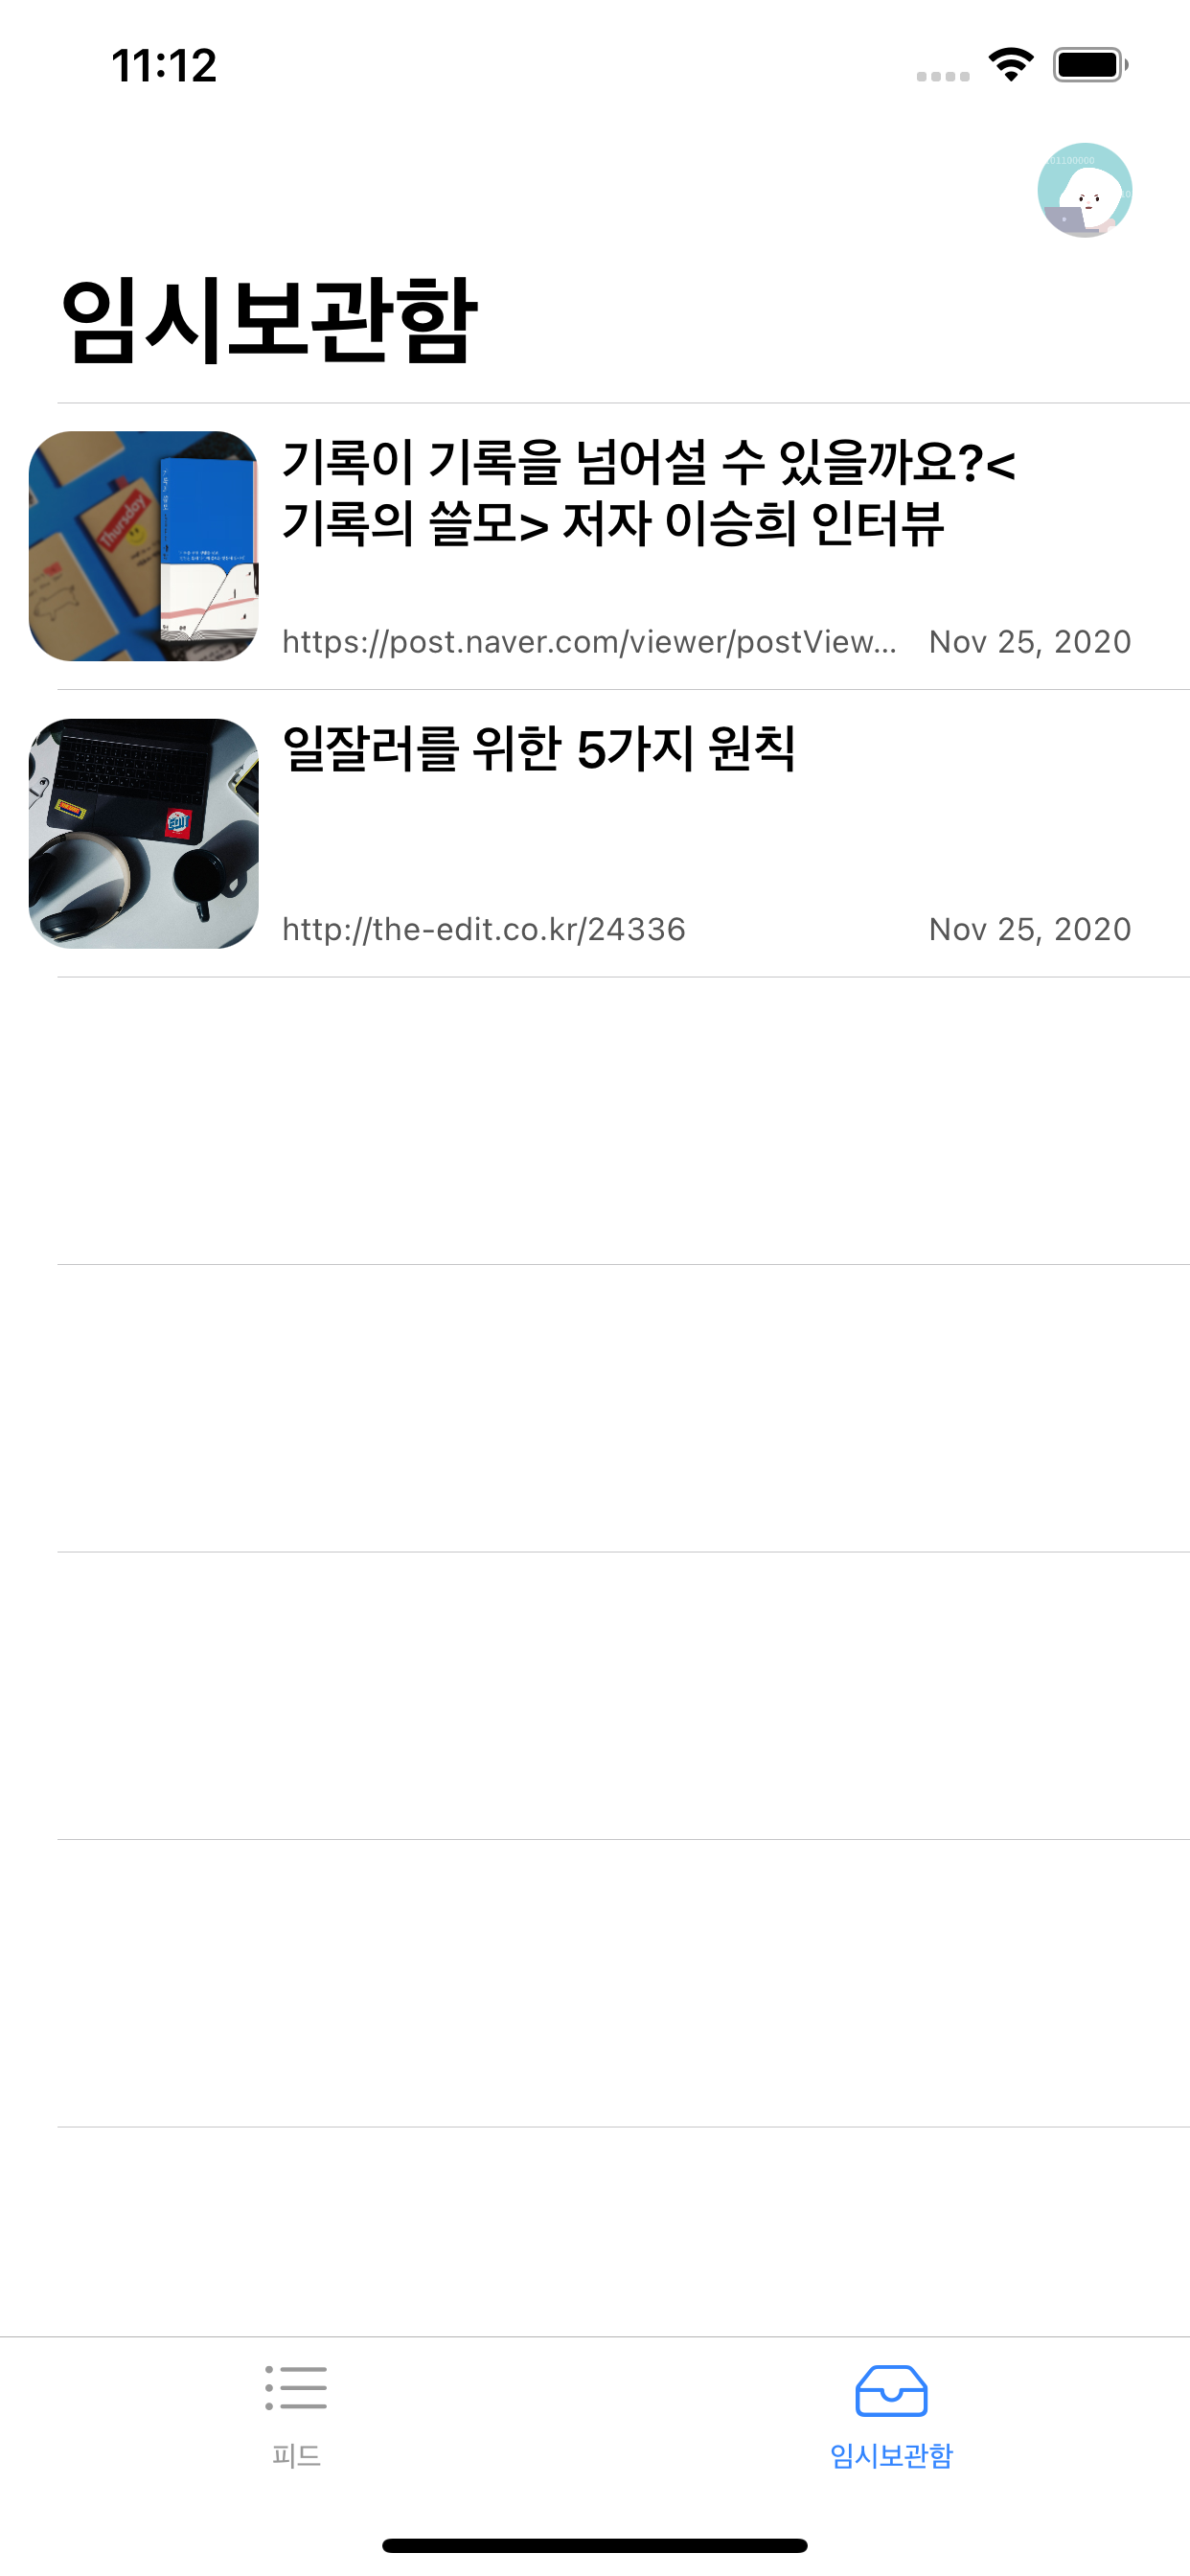 11:12
01100000
임시보관함
Thursday
기록이 기록을 넘어설 수 있을까요?<
기록의 쓸모> 저자 이승희 인터뷰
https://post.naver.com/viewer/postView...
Nov 25, 2020
일잘러를 위한 5가지 원칙
http://the-edit.co.kr/24336
Nov 25, 2020
피드
임시보관함